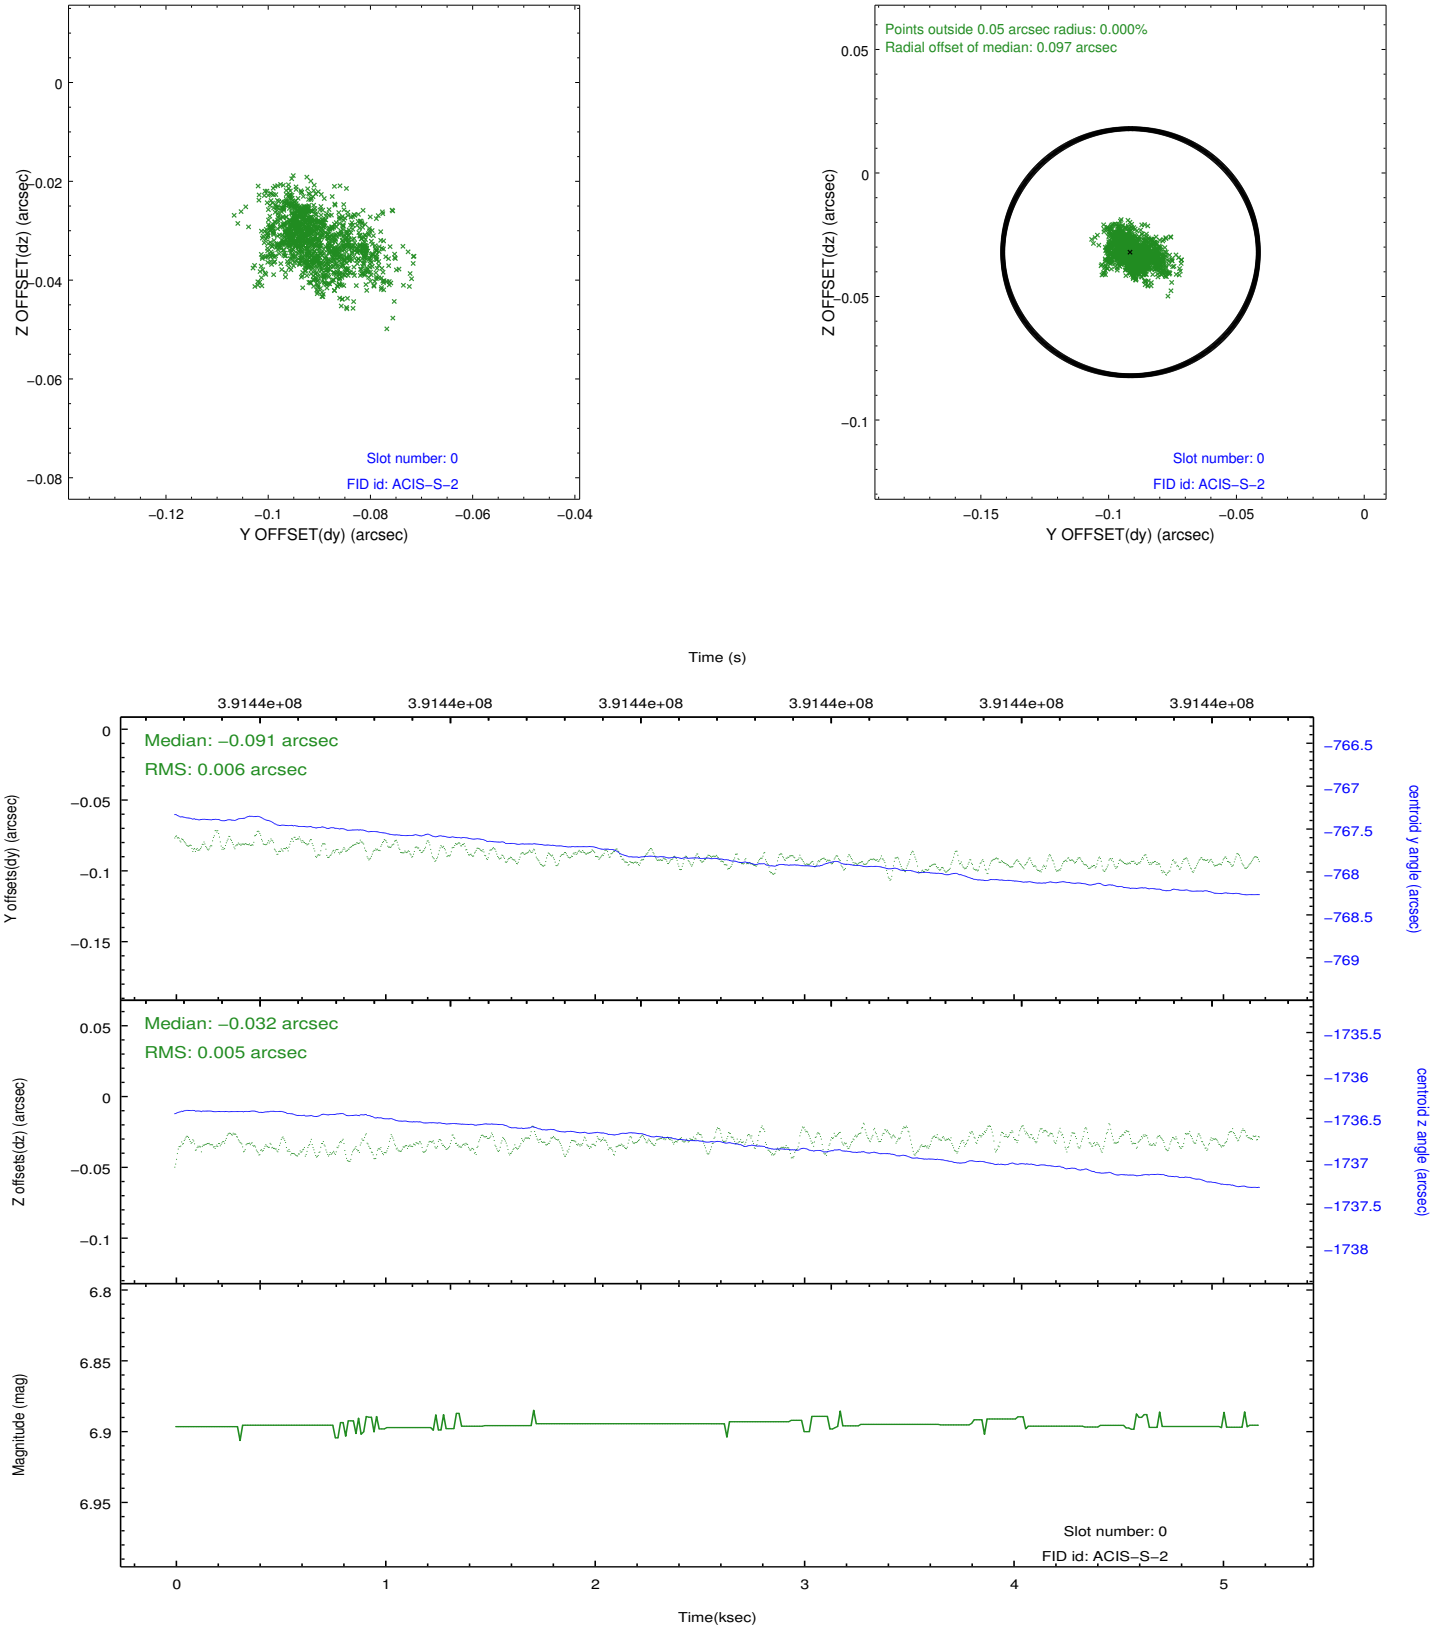 0
−0.02
−0.04
−0.06
−0.08
Z OFFSET(dz) (arcsec)
Slot number: 0
FID id: ACIS−S−2
−0.12
−0.1
−0.08
−0.06
−0.04
Y OFFSET(dy) (arcsec)
Points outside 0.05 arcsec radius: 0.000%
Radial offset of median: 0.097 arcsec
0.05
0
−0.05
−0.1
Z OFFSET(dz) (arcsec)
Slot number: 0
FID id: ACIS−S−2
−0.15
−0.1
−0.05
0
Y OFFSET(dy) (arcsec)
Time (s)
3.9144e+08
3.9144e+08
3.9144e+08
3.9144e+08
3.9144e+08
3.9144e+08
Median: −0.091 arcsec
RMS: 0.006 arcsec
0
−0.05
−0.1
−0.15
Y offsets(dy) (arcsec)
−766.5
−767
−767.5
−768
−768.5
−769
centroid y angle (arcsec)
Median: −0.032 arcsec
RMS: 0.005 arcsec
0.05
0
−0.05
−0.1
Z offsets(dz) (arcsec)
−1735.5
−1736
−1736.5
−1737
−1737.5
−1738
centroid z angle (arcsec)
6.8
6.85
6.9
6.95
Magnitude (mag)
Slot number: 0
FID id: ACIS−S−2
0
1
2
3
4
5
Time(ksec)